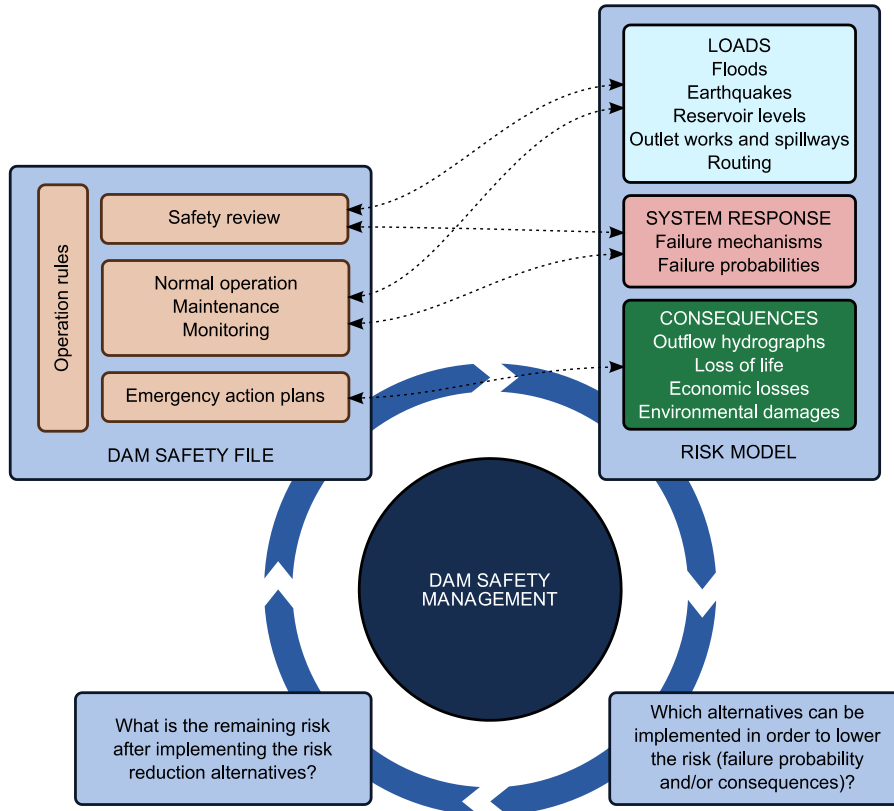 LOADS
Floods
Earthquakes
Reservoir levels
Outlet works and spillways
Routing
SYSTEM RESPONSE
Failure mechanisms
Failure probabilities
CONSEQUENCES
Outflow hydrographs
Loss of life
Economic losses
Environmental damages
RISK MODEL
Operation rules
Safety review
Normal operation
Maintenance
Monitoring
Emergency action plans
DAM SAFETY FILE
DAM SAFETY
MANAGEMENT
What is the remaining risk
after implementing the risk
reduction alternatives?
Which alternatives can be
implemented in order to lower
the risk (failure probability
and/or consequences)?